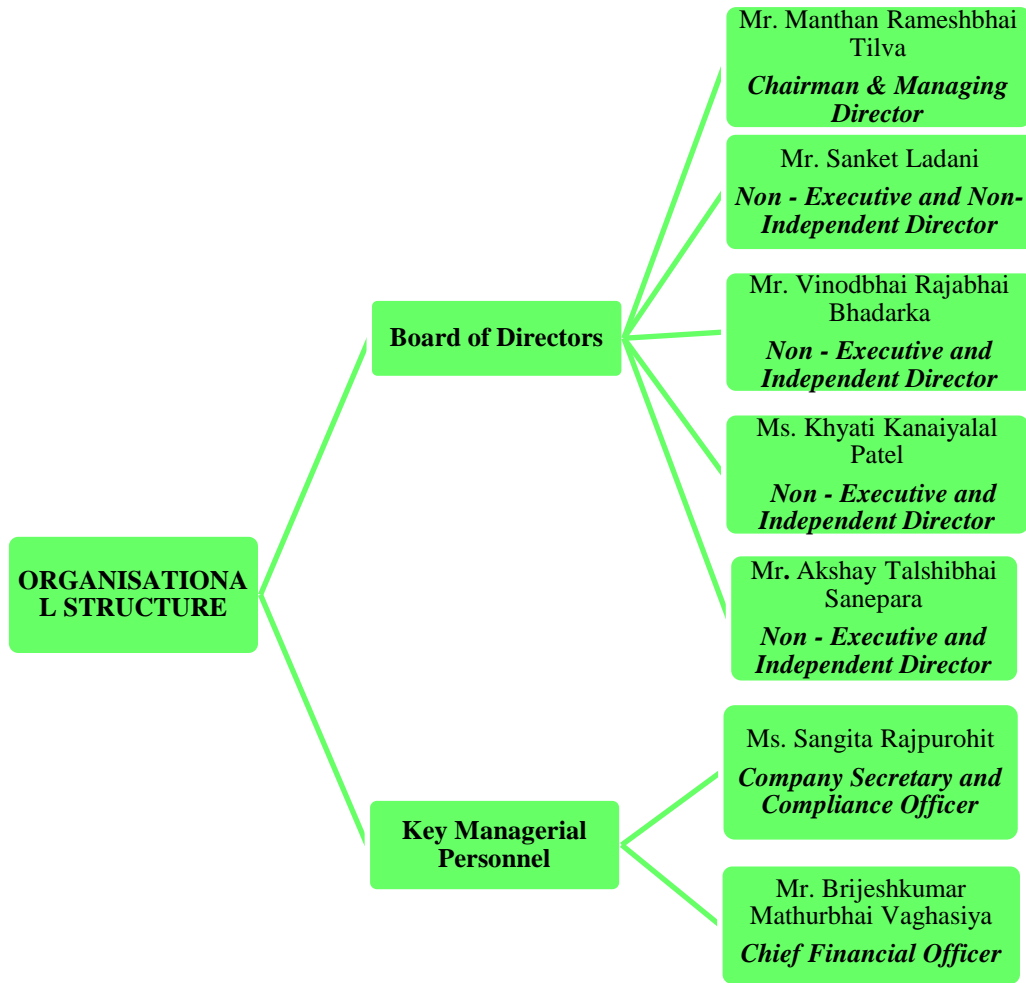 ORGANISATIONA
L STRUCTURE
Board of Directors
Mr. Manthan Rameshbhai
Tilva
Chairman & Managing
Director
Mr. Sanket Ladani
Non - Executive and Non-
Independent Director
Mr. Vinodbhai Rajabhai
Bhadarka
Non - Executive and
Independent Director
Ms. Khyati Kanaiyalal
Patel
Non - Executive and
Independent Director
Mr. Akshay Talshibhai
Sanepara
Non - Executive and
Independent Director
Key Managerial
Personnel
Ms. Sangita Rajpurohit
Company Secretary and
Compliance Officer
Mr. Brijeshkumar
Mathurbhai Vaghasiya
Chief Financial Officer